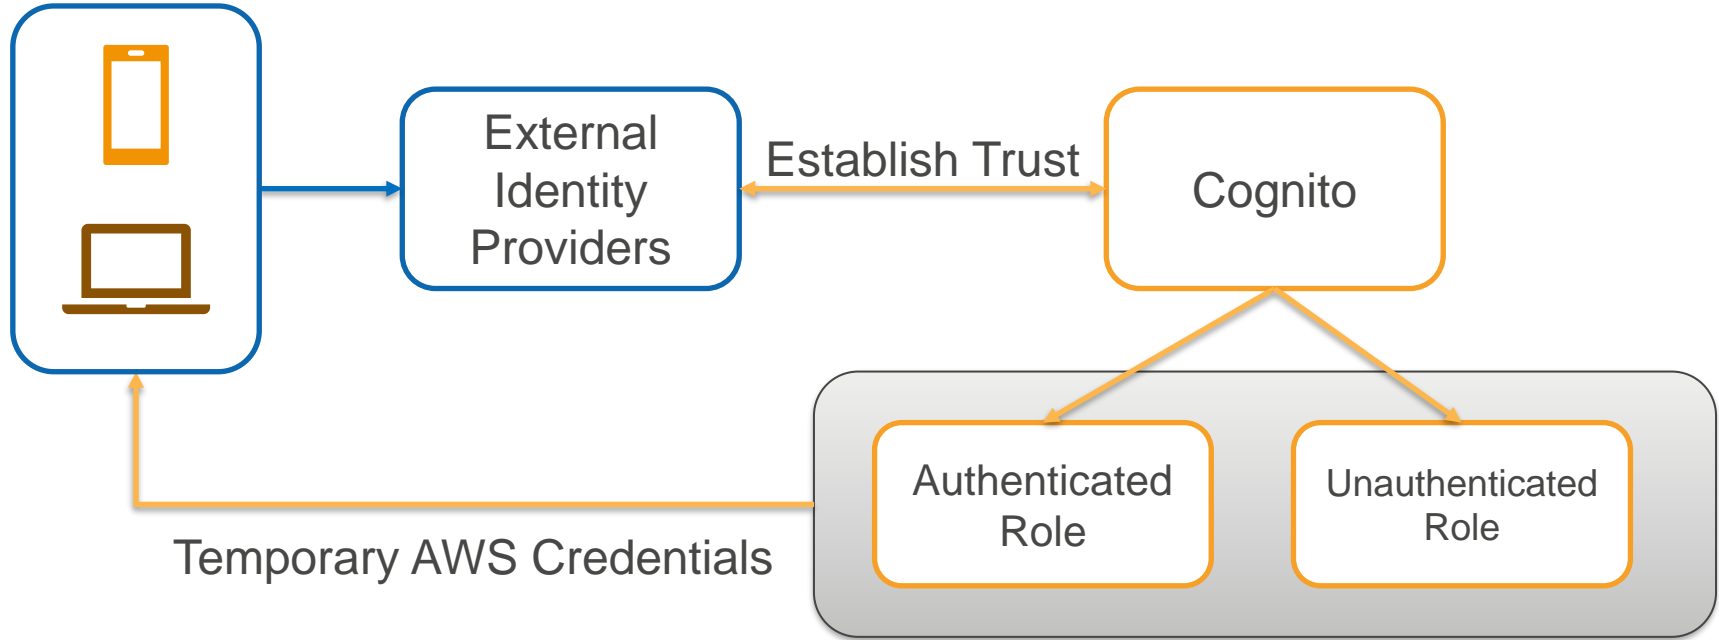 External
Identity
Providers
Establish Trust
Cognito
Authenticated
Role
Unauthenticated
Role
Temporary AWS Credentials